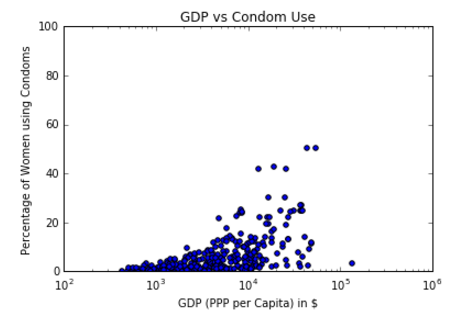 GDP vs Condom Use
100
80
60
40
20
0
Percentage of Women using Condoms
10² 10³ 10⁴ 10⁵ 10⁶
GDP (PPP per Capita) in $